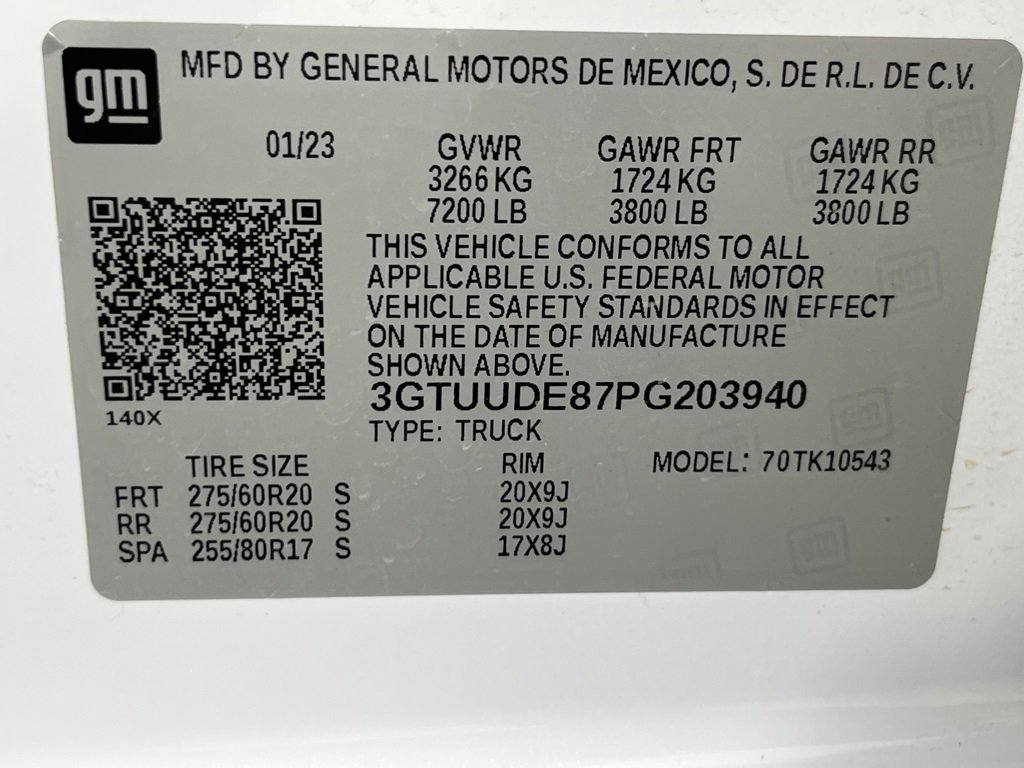 gm MFD BY GENERAL MOTORS DE MEXICO, S. DE R.L. DE C.V.
01/23 GVWR GAWR FRT GAWR RR
3266 KG 1724 KG 1724 KG
7200 LB 3800 LB 3800 LB
THIS VEHICLE CONFORMS TO ALL
APPLICABLE U.S. FEDERAL MOTOR
VEHICLE SAFETY STANDARDS IN EFFECT
ON THE DATE OF MANUFACTURE
SHOWN ABOVE.
3GTUUDE87PG203940
140X
TYPE: TRUCK
TIRE SIZE RIM MODEL: 70TK10543
FRT 275/60R20 S 20X9J
RR 275/60R20 S 20X9J
SPA 255/80R17 S 17X8J